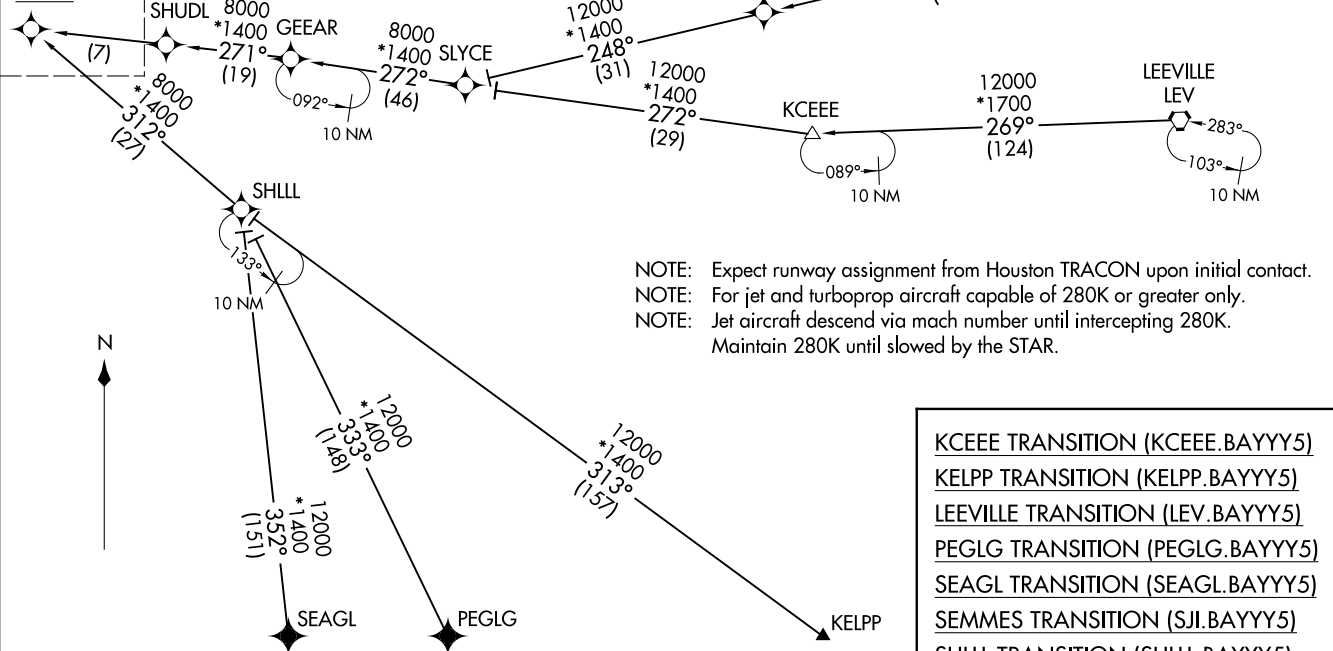 SHUDL
8000
*1400
271°
(19)
(7)
GEEAR
8000
*1400
272°
(46)
SLYCE
12000
*1400
248°
(31)
12000
*1400
272°
(29)
KCEEE
12000
*1700
269°
(124)
LEEVILLE
LEV
283°
103°
10 NM
089°
10 NM
092°
10 NM
8000
*1400
312°
(27)
SHLLL
133°
10 NM
NOTE: Expect runway assignment from Houston TRACON upon initial contact.
NOTE: For jet and turboprop aircraft capable of 280K or greater only.
NOTE: Jet aircraft descend via mach number until intercepting 280K.
Maintain 280K until slowed by the STAR.
N
12000
*1400
352°
(151)
12000
*1400
333°
(148)
12000
*1400
313°
(157)
SEAGL
PEGLG
KELPP
KCEEE TRANSITION (KCEEE.BAYYY5)
KELPP TRANSITION (KELPP.BAYYY5)
LEEVILLE TRANSITION (LEV.BAYYY5)
PEGLG TRANSITION (PEGLG.BAYYY5)
SEAGL TRANSITION (SEAGL.BAYYY5)
SEMMES TRANSITION (SJI.BAYYY5)
SHLLL TRANSITION (SHLLL.BAYYY5)